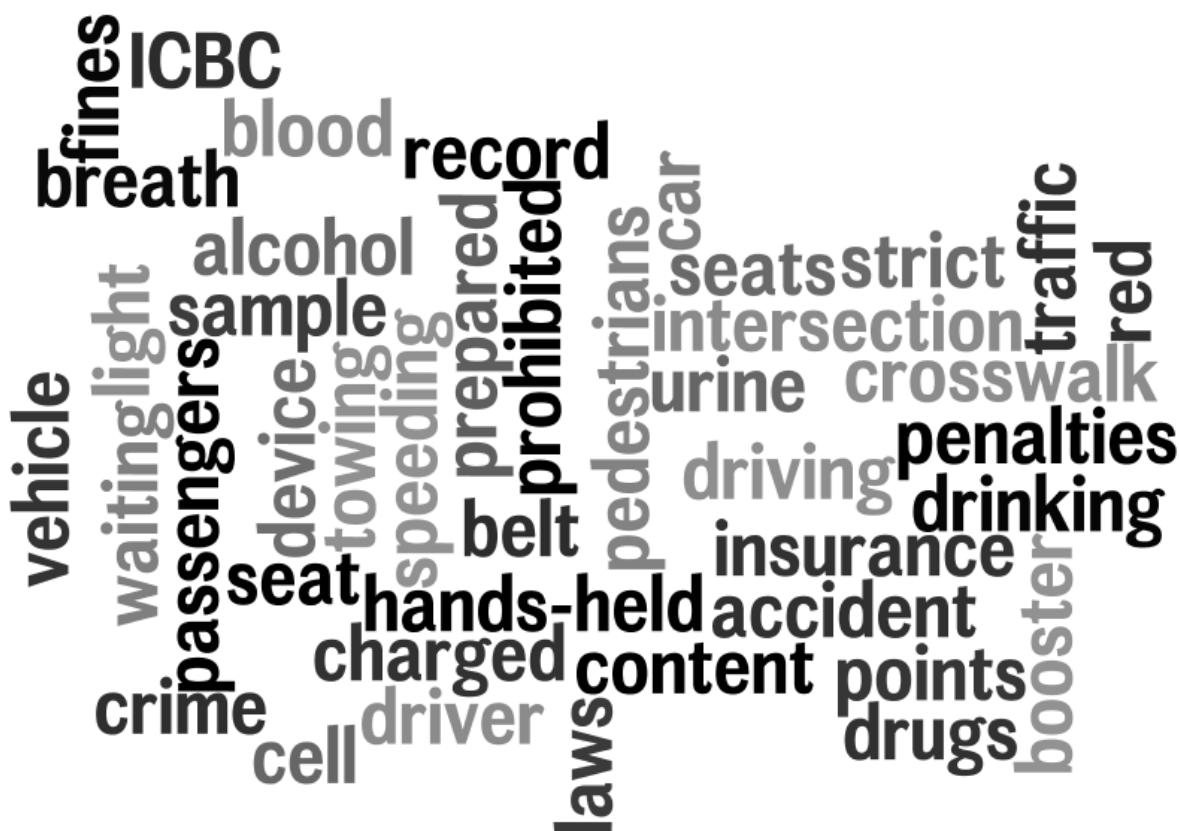 fines
ICBC
blood
breath
record
car
alcohol
prepared
prohibited
pedestrians
seats
strict
traffic
red
light
sample
intersection
speeding
towing
urine
crosswalk
vehicle
waiting
passengers
device
driving
penalties
drinking
belt
insurance
seat
hands-held
accident
booster
charged
content
points
crime
driver
drugs
cell
laws